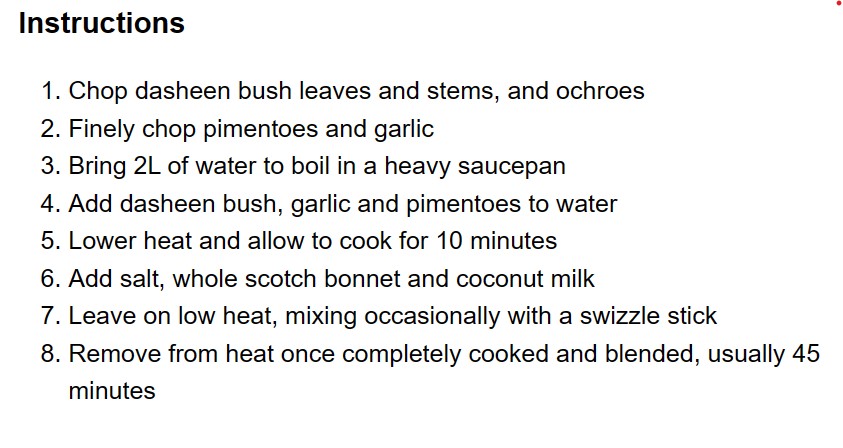 Instructions
1. Chop dasheen bush leaves and stems, and ochroes
2. Finely chop pimentoes and garlic
3. Bring 2L of water to boil in a heavy saucepan
4. Add dasheen bush, garlic and pimentoes to water
5. Lower heat and allow to cook for 10 minutes
6. Add salt, whole scotch bonnet and coconut milk
7. Leave on low heat, mixing occasionally with a swizzle stick
8. Remove from heat once completely cooked and blended, usually 45
minutes